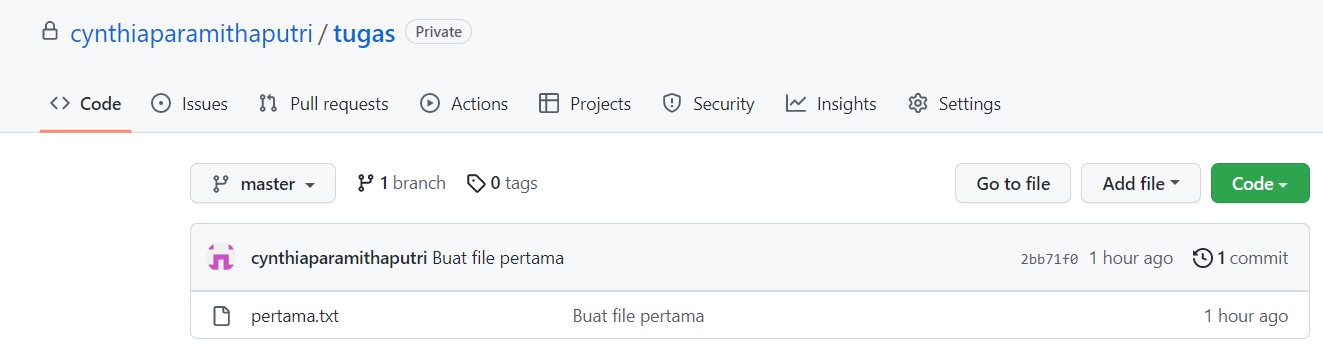 cynthiaparamithaputri / tugas Private
Code Issues Pull requests Actions Projects Security Insights Settings
master 1 branch 0 tags Go to file Add file Code
cynthiaparamithaputri Buat file pertama 2bb71f0 1 hour ago 1 commit
pertama.txt Buat file pertama 1 hour ago